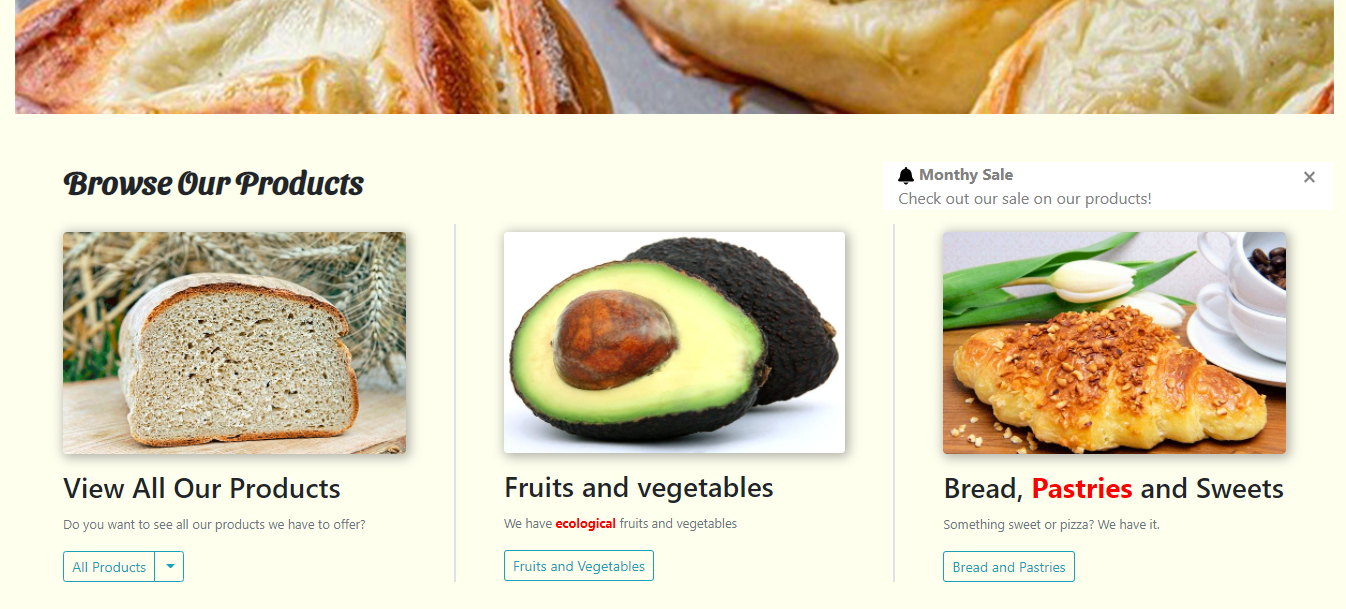 Browse Our Products
Monthy Sale
Check out our sale on our products!
View All Our Products
Do you want to see all our products we have to offer?
All Products
Fruits and vegetables
We have ecological fruits and vegetables
Fruits and Vegetables
Bread, Pastries and Sweets
Something sweet or pizza? We have it.
Bread and Pastries